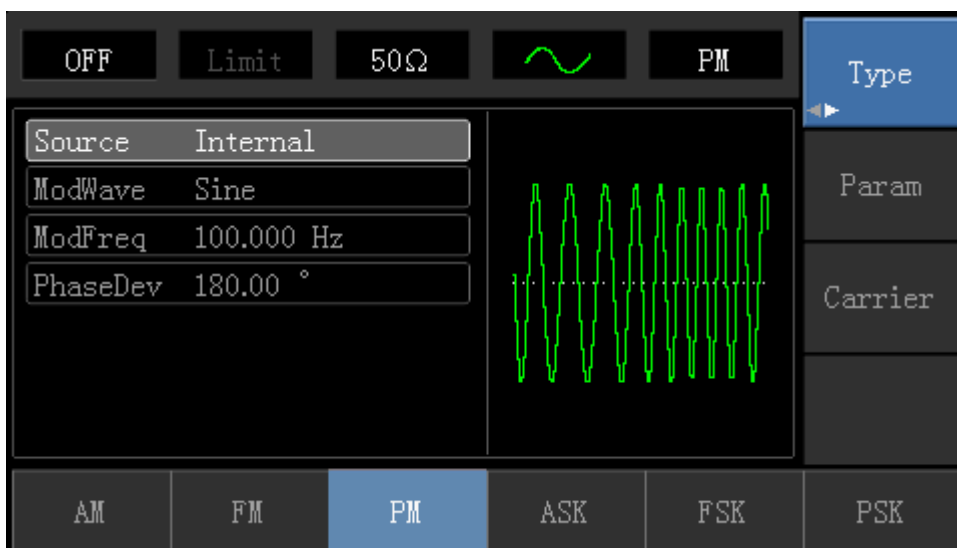 OFF Limit 50Ω PM
Type
Source Internal
ModWave Sine
ModFreq 100.000 Hz
PhaseDev 180.00 °
Param
Carrier
AM FM PM ASK FSK PSK